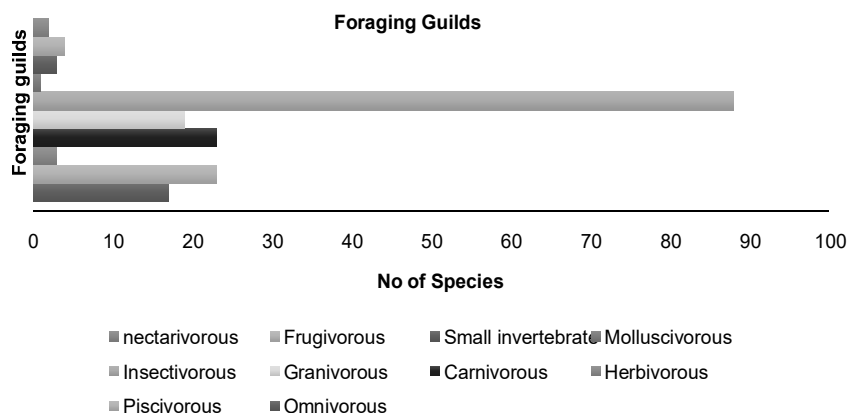 Foraging Guilds
Foraging guilds
0 10 20 30 40 50 60 70 80 90 100
No of Species
nectarivorous Frugivorous Small invertebrate Molluscivorous
Insectivorous Granivorous Carnivorous Herbivorous
Piscivorous Omnivorous